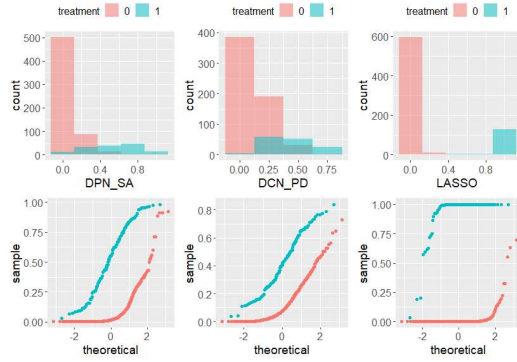 treatment 0 1
treatment 0 1
treatment 0 1
count
500
400
300
200
100
0
0.0 0.4 0.8
DPN_SA
count
400
300
200
100
0
0.00 0.25 0.50 0.75
DCN_PD
count
600
400
200
0
0.0 0.4 0.8
LASSO
sample
1.00
0.75
0.50
0.25
0.00
-2 0 2
theoretical
sample
0.8
0.6
0.4
0.2
0.0
-2 0 2
theoretical
sample
1.00
0.75
0.50
0.25
0.00
-2 0 2
theoretical